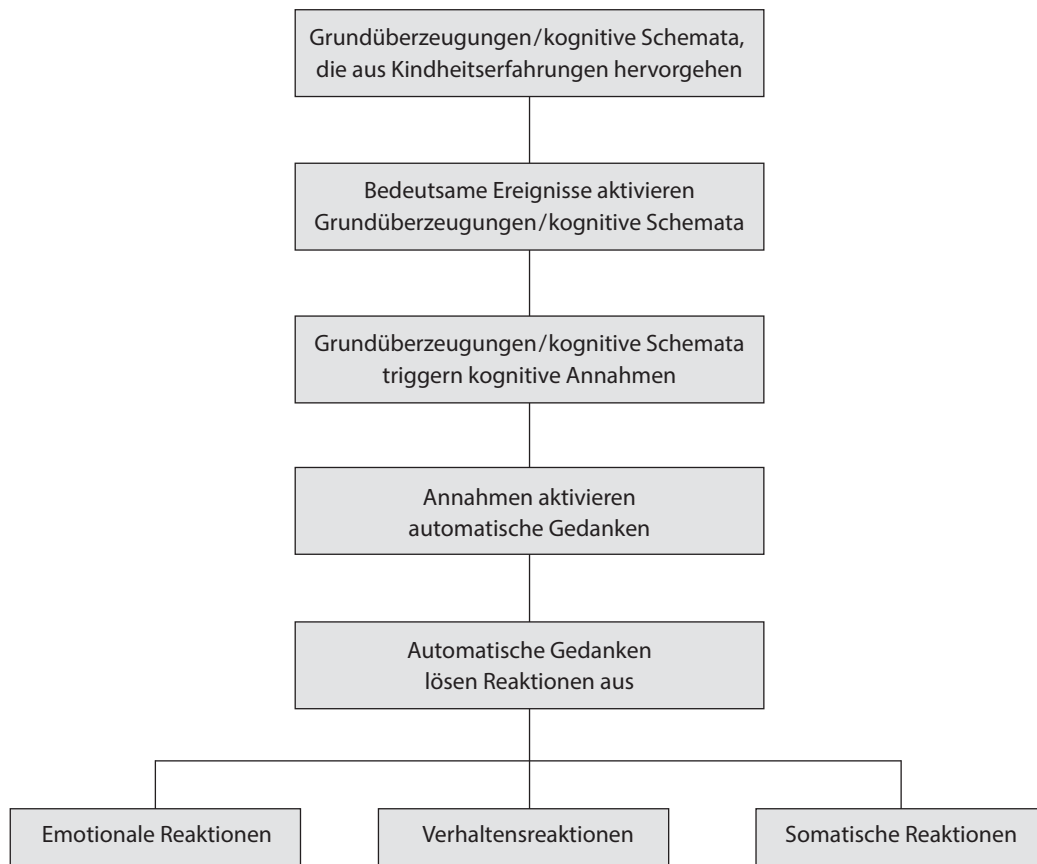 Grundüberzeugungen/kognitive Schemata,
die aus Kindheitserfahrungen hervorgehen
Bedeutsame Ereignisse aktivieren
Grundüberzeugungen/kognitive Schemata
Grundüberzeugungen/kognitive Schemata
triggern kognitive Annahmen
Annahmen aktivieren
automatische Gedanken
Automatische Gedanken
lösen Reaktionen aus
Emotionale Reaktionen
Verhaltensreaktionen
Somatische Reaktionen